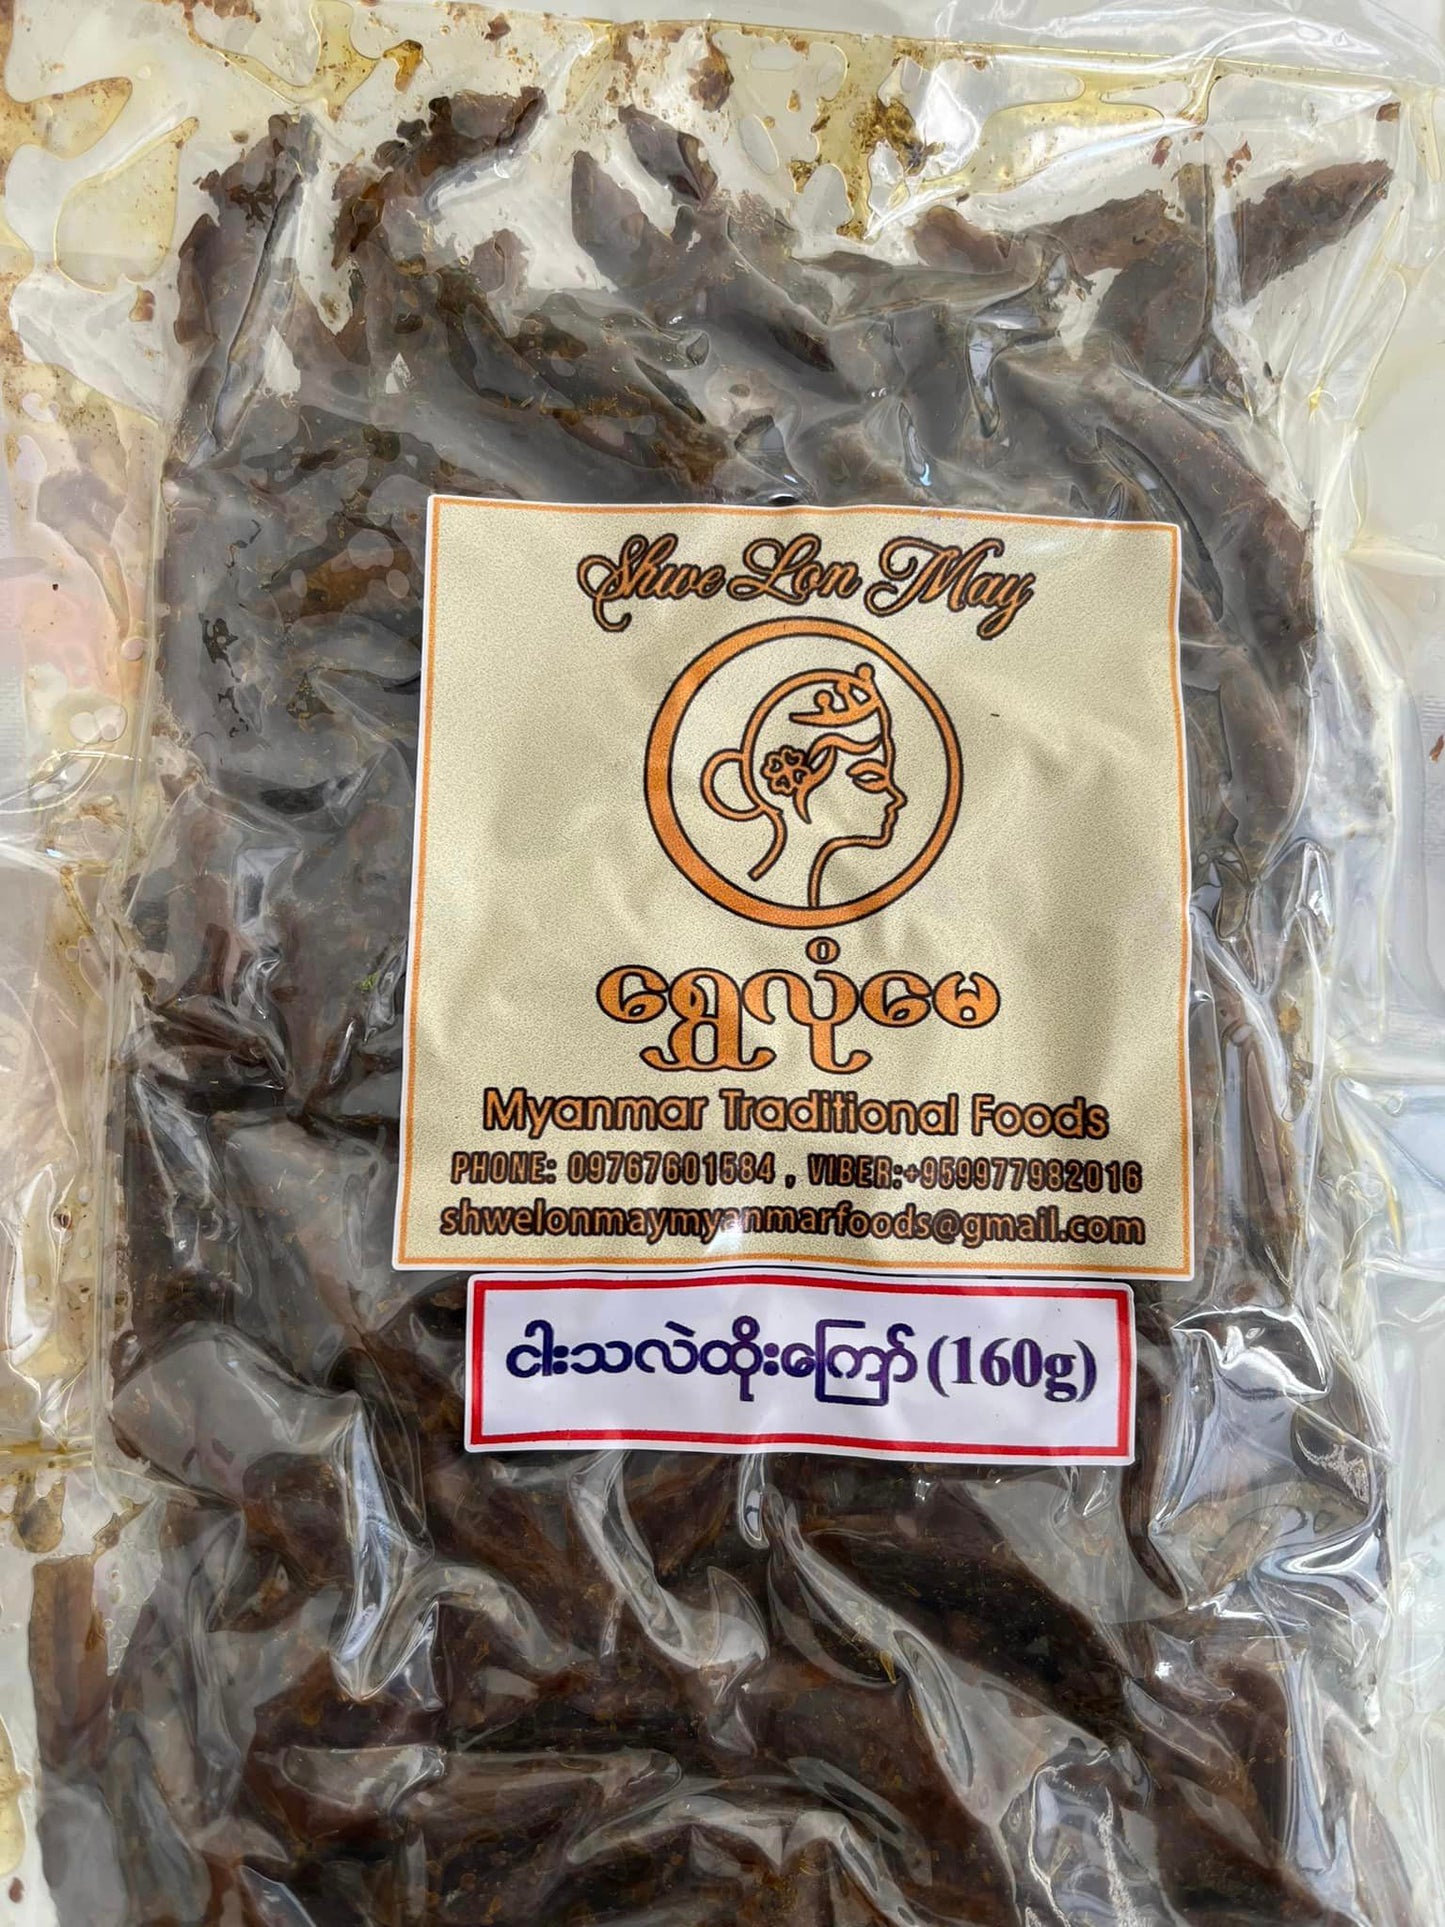 Shwe Lon May
ရွှေလုံမေ
Myanmar Traditional Foods
PHONE: 09767601584 , VIBER:+959977982016
shwelonmaymyanmarfoods@gmail.com
ငါးသလဲထိုးကြော် (160g)